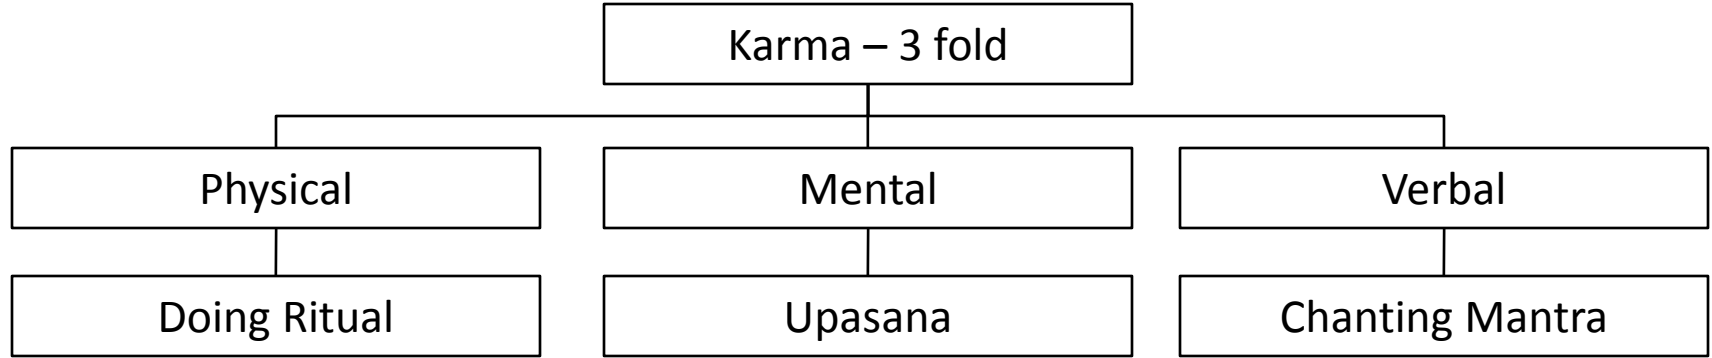 Karma – 3 fold
Physical
Mental
Verbal
Doing Ritual
Upasana
Chanting Mantra